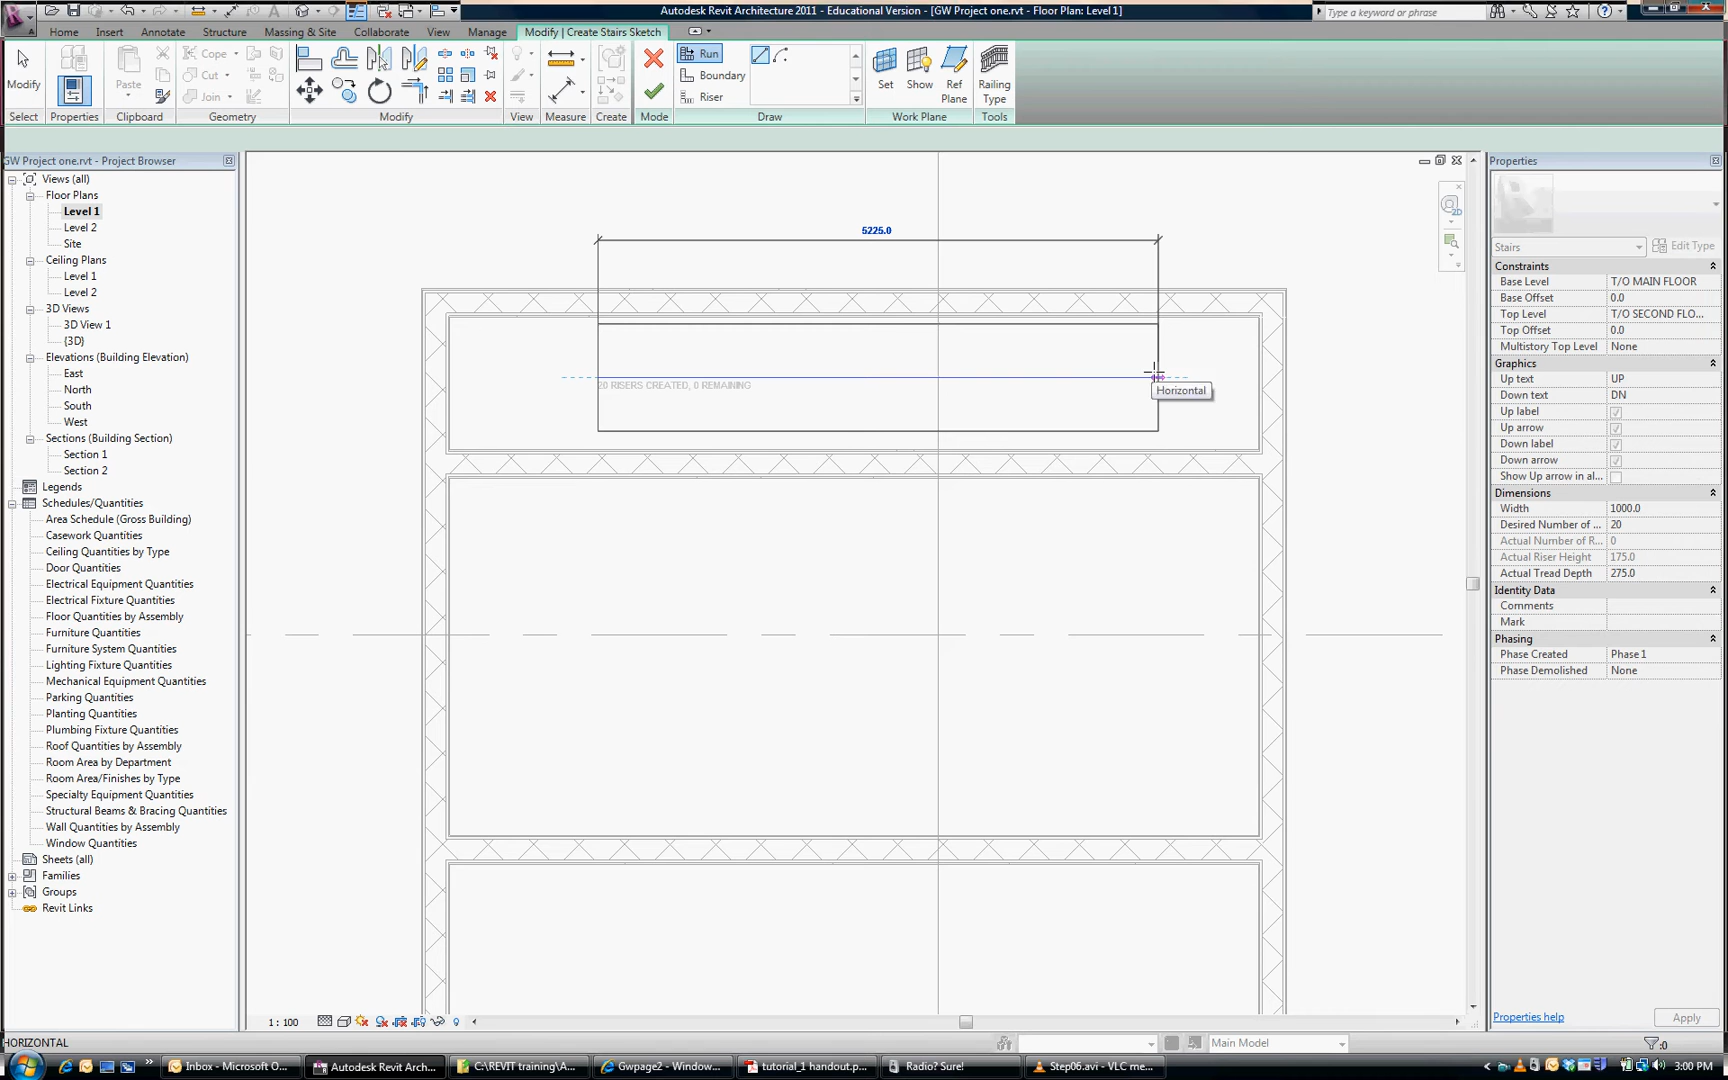 Autodesk Revit Architecture 2011 - Educational Version - [GW Project one.rvt - Floor Plan: Level 1]
Type a keyword or phrase
Home Insert Annotate Structure Massing & Site Collaborate View Manage Modify | Create Stairs Sketch
Modify
Paste
Cope
Cut
Join
Run
Boundary
Riser
Set
Show
Ref
Plane
Railing
Type
Select Properties Clipboard Geometry Modify View Measure Create Mode Draw Work Plane Tools
GW Project one.rvt - Project Browser
Views (all)
Floor Plans
Level 1
Level 2
Site
Ceiling Plans
Level 1
Level 2
3D Views
3D View 1
{3D}
Elevations (Building Elevation)
East
North
South
West
Sections (Building Section)
Section 1
Section 2
Legends
Schedules/Quantities
Area Schedule (Gross Building)
Casework Quantities
Ceiling Quantities by Type
Door Quantities
Electrical Equipment Quantities
Electrical Fixture Quantities
Floor Quantities by Assembly
Furniture Quantities
Furniture System Quantities
Lighting Fixture Quantities
Mechanical Equipment Quantities
Parking Quantities
Planting Quantities
Plumbing Fixture Quantities
Roof Quantities by Assembly
Room Area by Department
Room Area/Finishes by Type
Specialty Equipment Quantities
Structural Beams & Bracing Quantities
Wall Quantities by Assembly
Window Quantities
Sheets (all)
Families
Groups
Revit Links
5225.0
20 RISERS CREATED, 0 REMAINING
Horizontal
2D
Properties
Stairs
Edit Type
Constraints
Base Level T/O MAIN FLOOR
Base Offset 0.0
Top Level T/O SECOND FLO...
Top Offset 0.0
Multistory Top Level None
Graphics
Up text UP
Down text DN
Up label
Up arrow
Down label
Down arrow
Show Up arrow in al...
Dimensions
Width 1000.0
Desired Number of ... 20
Actual Number of R... 0
Actual Riser Height 175.0
Actual Tread Depth 275.0
Identity Data
Comments
Mark
Phasing
Phase Created Phase 1
Phase Demolished None
Properties help
Apply
1 : 100
HORIZONTAL
Main Model
:0
Inbox - Microsoft O...
Autodesk Revit Arch...
C:\REVIT training\A...
Gwpage2 - Window...
tutorial_1 handout.p...
Radio? Sure!
Step06.avi - VLC me...
3:00 PM